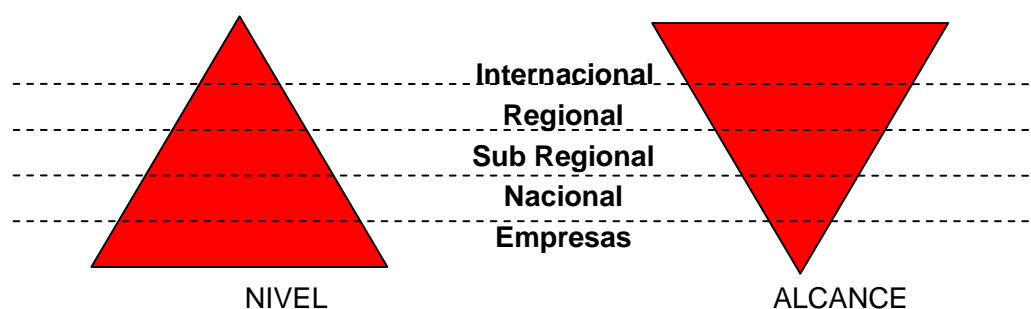 Internacional
Regional
Sub Regional
Nacional
Empresas
NIVEL
ALCANCE